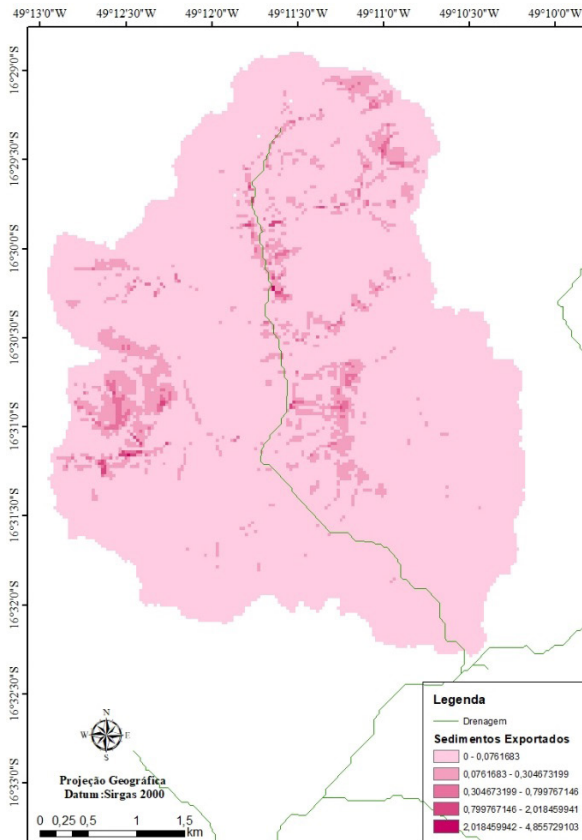 49°13'0"W 49°12'30"W 49°12'0"W 49°11'30"W 49°11'0"W 49°10'30"W 49°10'0"W
16°29'0"S
16°29'30"S
16°30'0"S
16°30'30"S
16°31'0"S
16°31'30"S
16°32'0"S
16°32'30"S
16°33'0"S
N
W E
S
Projeção Geográfica
Datum :Sirgas 2000
0 0,25 0,5 1 1,5
km
Legenda
Drenagem
Sedimentos Exportados
0 - 0,0761683
0,0761683 - 0,304673199
0,304673199 - 0,799767146
0,799767146 - 2,018459941
2,018459942 - 4,855729103